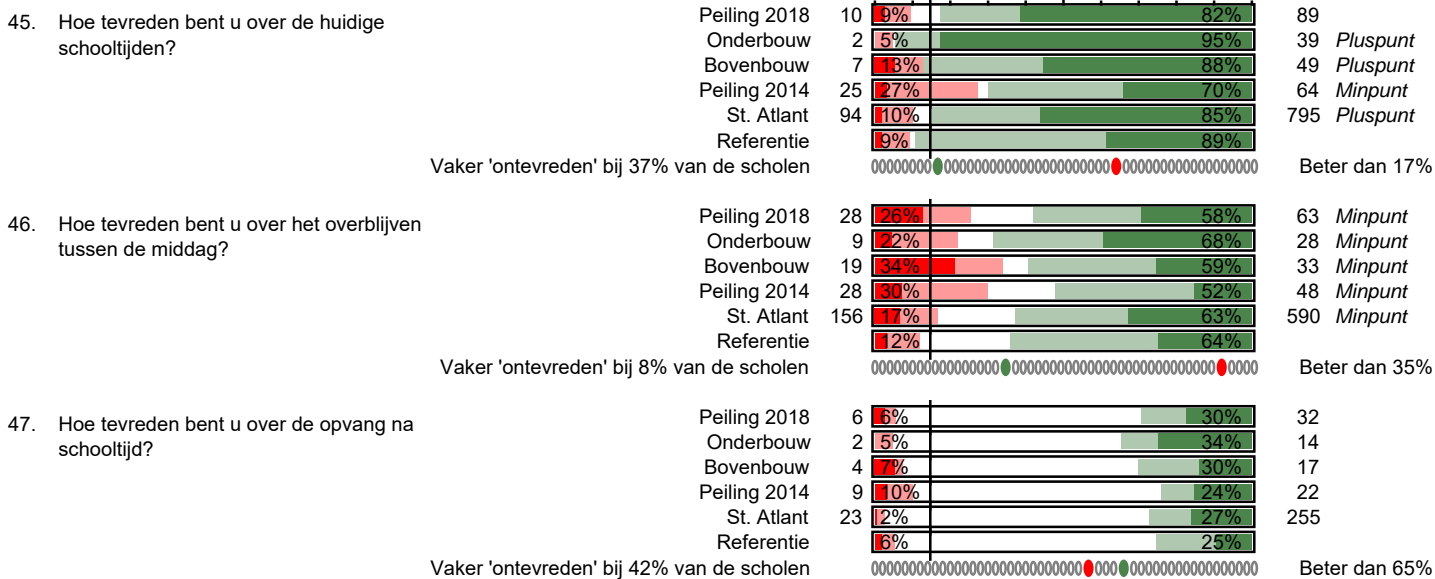 45. Hoe tevreden bent u over de huidige schooltijden?
Peiling 2018 10 9% 82% 89
Onderbouw 2 5% 95% 39 Pluspunt
Bovenbouw 7 13% 88% 49 Pluspunt
Peiling 2014 25 27% 70% 64 Minpunt
St. Atlant 94 10% 85% 795 Pluspunt
Referentie 9% 89%
Vaker 'ontevreden' bij 37% van de scholen Beter dan 17%
46. Hoe tevreden bent u over het overblijven tussen de middag?
Peiling 2018 28 26% 58% 63 Minpunt
Onderbouw 9 22% 68% 28 Minpunt
Bovenbouw 19 34% 59% 33 Minpunt
Peiling 2014 28 30% 52% 48 Minpunt
St. Atlant 156 17% 63% 590 Minpunt
Referentie 12% 64%
Vaker 'ontevreden' bij 8% van de scholen Beter dan 35%
47. Hoe tevreden bent u over de opvang na schooltijd?
Peiling 2018 6 6% 30% 32
Onderbouw 2 5% 34% 14
Bovenbouw 4 7% 30% 17
Peiling 2014 9 10% 24% 22
St. Atlant 23 2% 27% 255
Referentie 6% 25%
Vaker 'ontevreden' bij 42% van de scholen Beter dan 65%